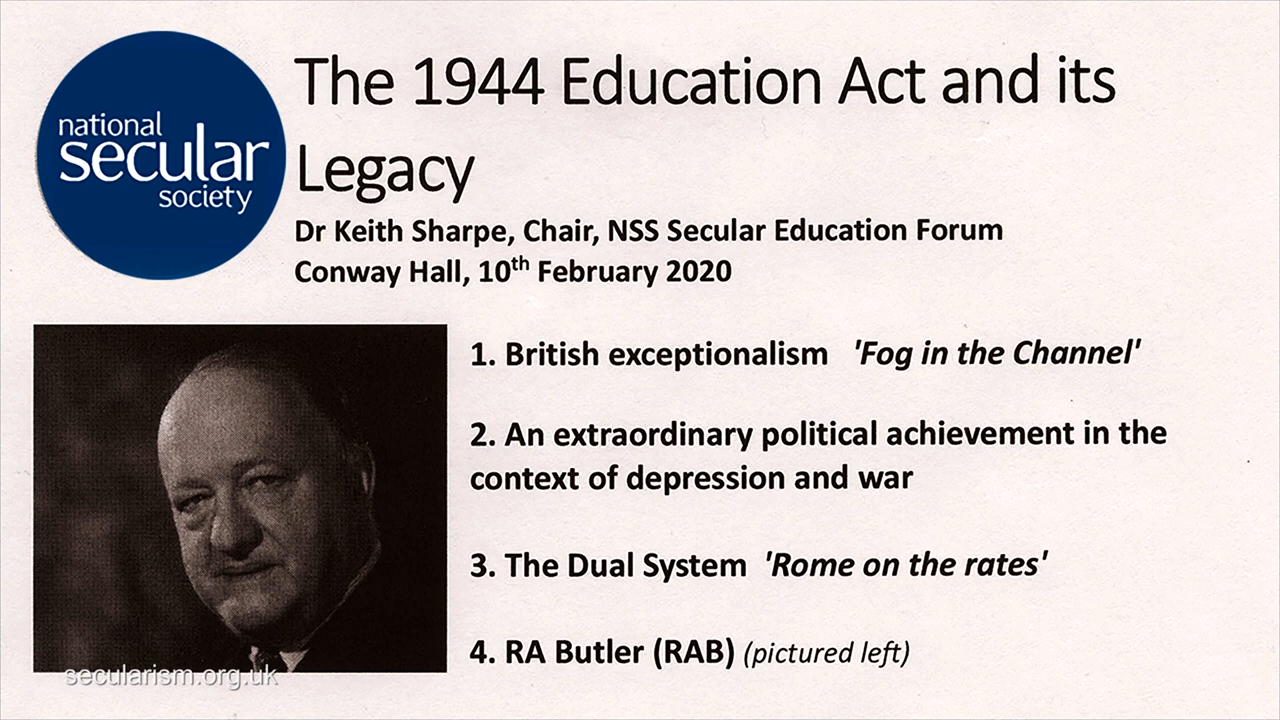 national
secular
society
The 1944 Education Act and its
Legacy
Dr Keith Sharpe, Chair, NSS Secular Education Forum
Conway Hall, 10th February 2020
1. British exceptionalism 'Fog in the Channel'
2. An extraordinary political achievement in the
context of depression and war
3. The Dual System 'Rome on the rates'
4. RA Butler (RAB) (pictured left)
secularism.org.uk